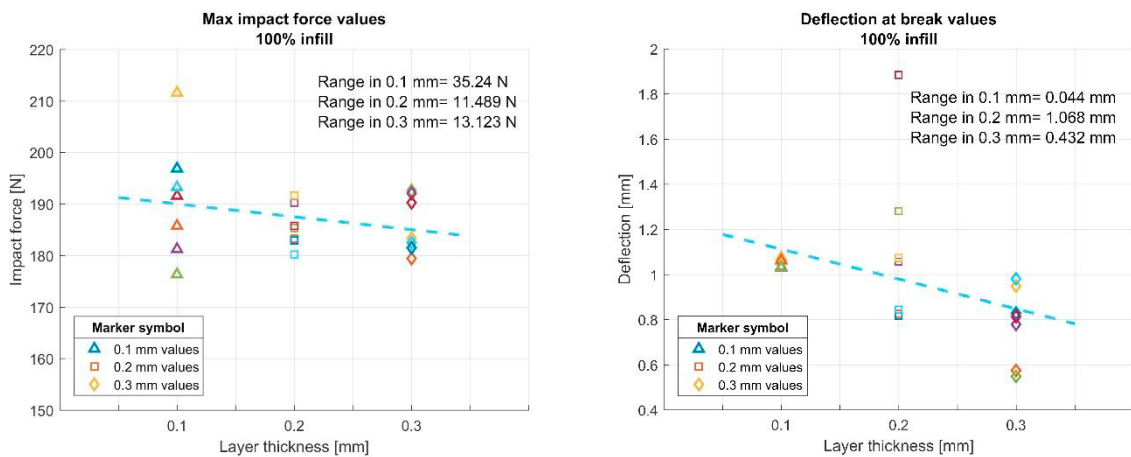 Max impact force values
100% infill
220
210
200
190
180
170
160
150
Impact force [N]
Range in 0.1 mm= 35.24 N
Range in 0.2 mm= 11.489 N
Range in 0.3 mm= 13.123 N
Marker symbol
0.1 mm values
0.2 mm values
0.3 mm values
0.1
0.2
0.3
Layer thickness [mm]
Deflection at break values
100% infill
2
1.8
1.6
1.4
1.2
1
0.8
0.6
0.4
Deflection [mm]
Range in 0.1 mm= 0.044 mm
Range in 0.2 mm= 1.068 mm
Range in 0.3 mm= 0.432 mm
Marker symbol
0.1 mm values
0.2 mm values
0.3 mm values
0.1
0.2
0.3
Layer thickness [mm]